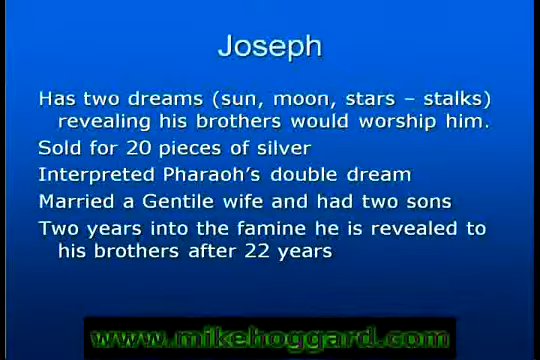 Joseph
Has two dreams (sun, moon, stars – stalks)
revealing his brothers would worship him.
Sold for 20 pieces of silver
Interpreted Pharaoh's double dream
Married a Gentile wife and had two sons
Two years into the famine he is revealed to
his brothers after 22 years
www.mikehoggard.com